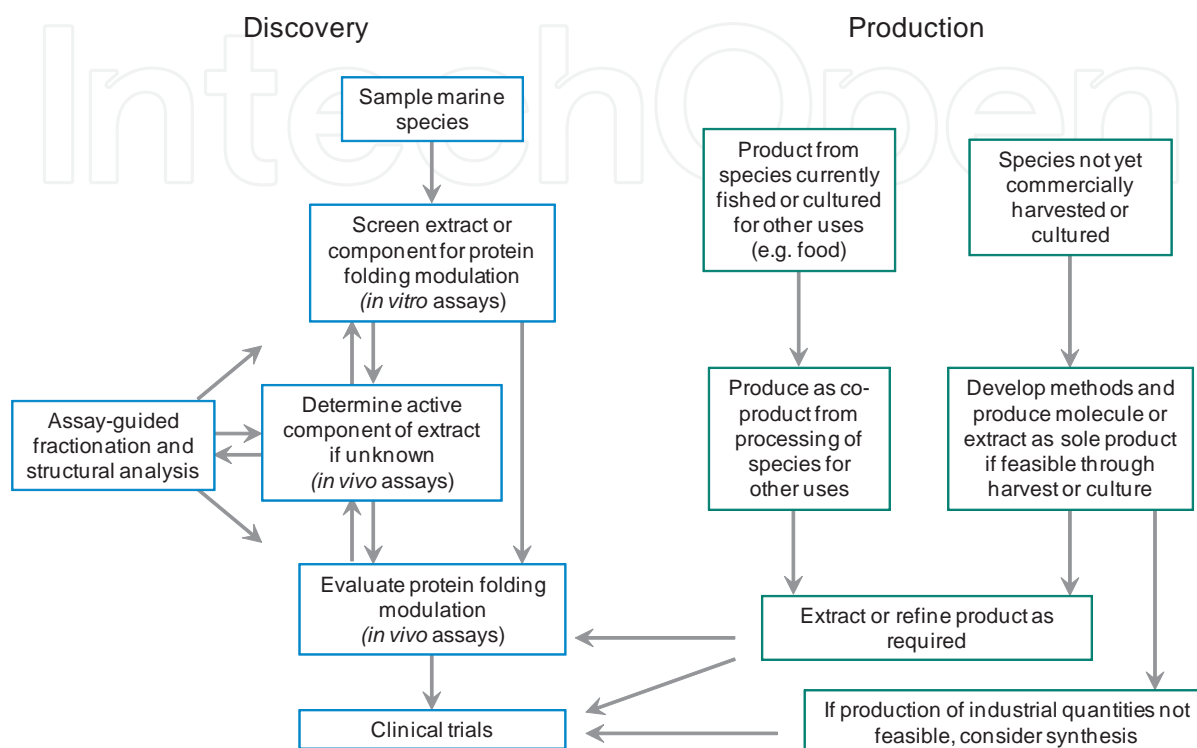 IntechOpen
Discovery
Production
Sample marine
species
Screen extract or
component for protein
folding modulation
(in vitro assays)
Assay-guided
fractionation and
structural analysis
Determine active
component of extract
if unknown
(in vivo assays)
Evaluate protein folding
modulation
(in vivo assays)
Clinical trials
Product from
species currently
fished or cultured
for other uses
(e.g. food)
Species not yet
commercially
harvested or
cultured
Produce as co-
product from
processing of
species for
other uses
Develop methods and
produce molecule or
extract as sole product
if feasible through
harvest or culture
Extract or refine product as
required
If production of industrial quantities not
feasible, consider synthesis